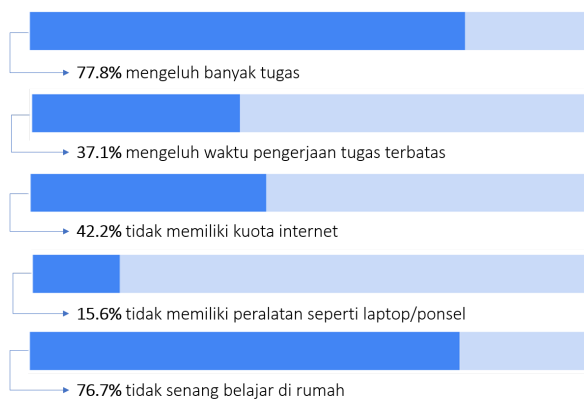 77.8% mengeluh banyak tugas
37.1% mengeluh waktu pengerjaan tugas terbatas
42.2% tidak memiliki kuota internet
15.6% tidak memiliki peralatan seperti laptop/ponsel
76.7% tidak senang belajar di rumah